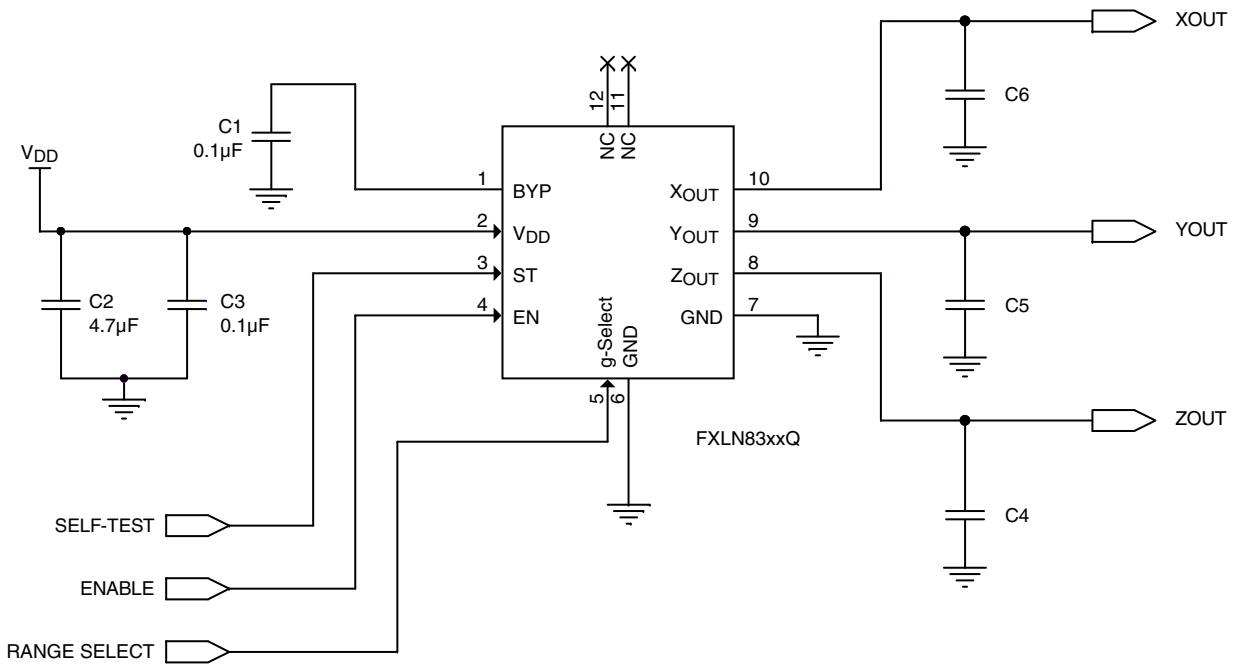 XOUT
C6
12
11
NC
NC
C1
0.1µF
VDD
1
BYP
XOUT
10
2
VDD
YOUT
9
YOUT
3
ST
ZOUT
8
C2
4.7µF
C3
0.1µF
4
EN
GND
7
C5
g-Select
GND
5
6
FXLN83xxQ
ZOUT
C4
SELF-TEST
ENABLE
RANGE SELECT